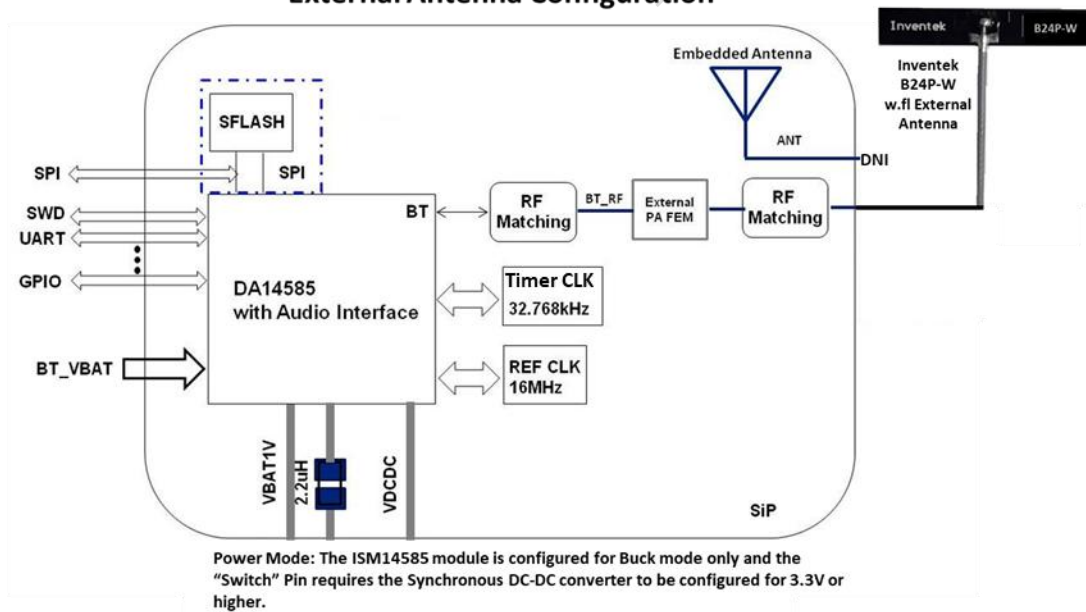 External Antenna Configuration
Inventek
B24P-W
Inventek
B24P-W
w.fl External
Antenna
Embedded Antenna
ANT
DNI
SFLASH
SPI
SPI
SWD
UART
GPIO
BT_VBAT
BT
RF
Matching
BT_RF
External
PA FEM
RF
Matching
DA14585
with Audio Interface
Timer CLK
32.768kHz
REF CLK
16MHz
VBAT1V
2.2uH
VDCDC
SiP
Power Mode: The ISM14585 module is configured for Buck mode only and the
“Switch” Pin requires the Synchronous DC-DC converter to be configured for 3.3V or
higher.